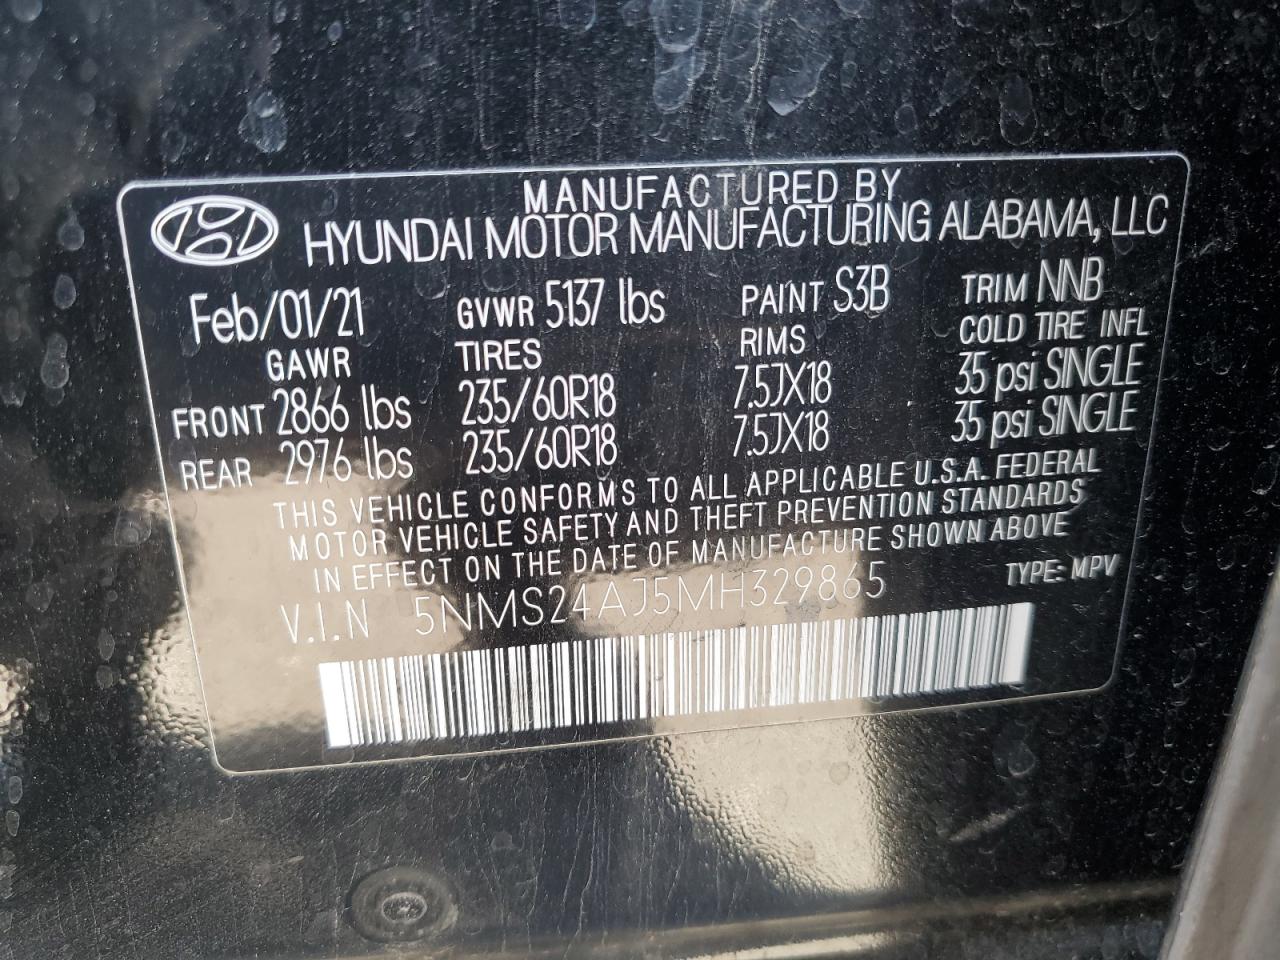 MANUFACTURED BY
HYUNDAI MOTOR MANUFACTURING ALABAMA, LLC
Feb/01/21 GVWR 5137 lbs PAINT S3B TRIM NNB
GAWR TIRES RIMS COLD TIRE INFL
FRONT 2866 lbs 235/60R18 7.5JX18 35 psi SINGLE
REAR 2976 lbs 235/60R18 7.5JX18 35 psi SINGLE
THIS VEHICLE CONFORMS TO ALL APPLICABLE U.S.A. FEDERAL
MOTOR VEHICLE SAFETY AND THEFT PREVENTION STANDARDS
IN EFFECT ON THE DATE OF MANUFACTURE SHOWN ABOVE
V.I.N 5NMS24AJ5MH329865 TYPE: MPV